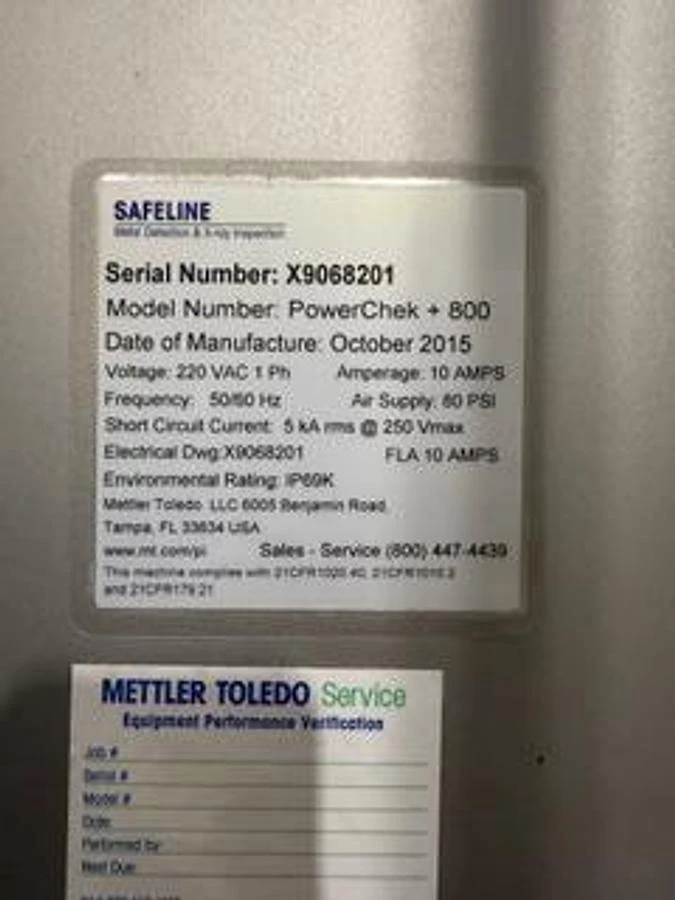 SAFELINE
Metal Detection & X-ray Inspection
Serial Number: X9068201
Model Number: PowerChek + 800
Date of Manufacture: October 2015
Voltage: 220 VAC 1 Ph Amperage: 10 AMPS
Frequency: 50/60 Hz Air Supply: 80 PSI
Short Circuit Current: 5 kA rms @ 250 Vmax
Electrical Dwg:X9068201 FLA 10 AMPS
Environmental Rating: IP69K
Mettler Toledo, LLC 6005 Benjamin Road,
Tampa, FL 33634 USA
www.mt.com/pi Sales - Service (800) 447-4439
This machine complies with 21CFR1020.40, 21CFR1010.2
and 21CFR179.21
METTLER TOLEDO Service
Equipment Performance Verification
Job #
Serial #
Model #
Date:
Performed by:
Next Due: